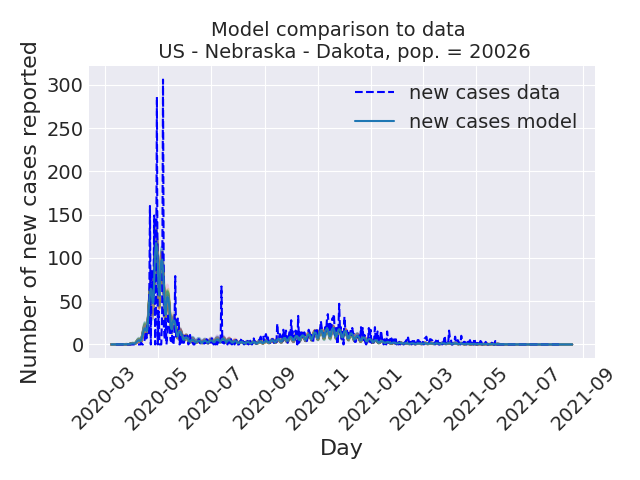 Model comparison to data
US - Nebraska - Dakota, pop. = 20026
Number of new cases reported
300
250
200
150
100
50
0
new cases data
new cases model
2020-03
2020-05
2020-07
2020-09
2020-11
2021-01
2021-03
2021-05
2021-07
2021-09
Day